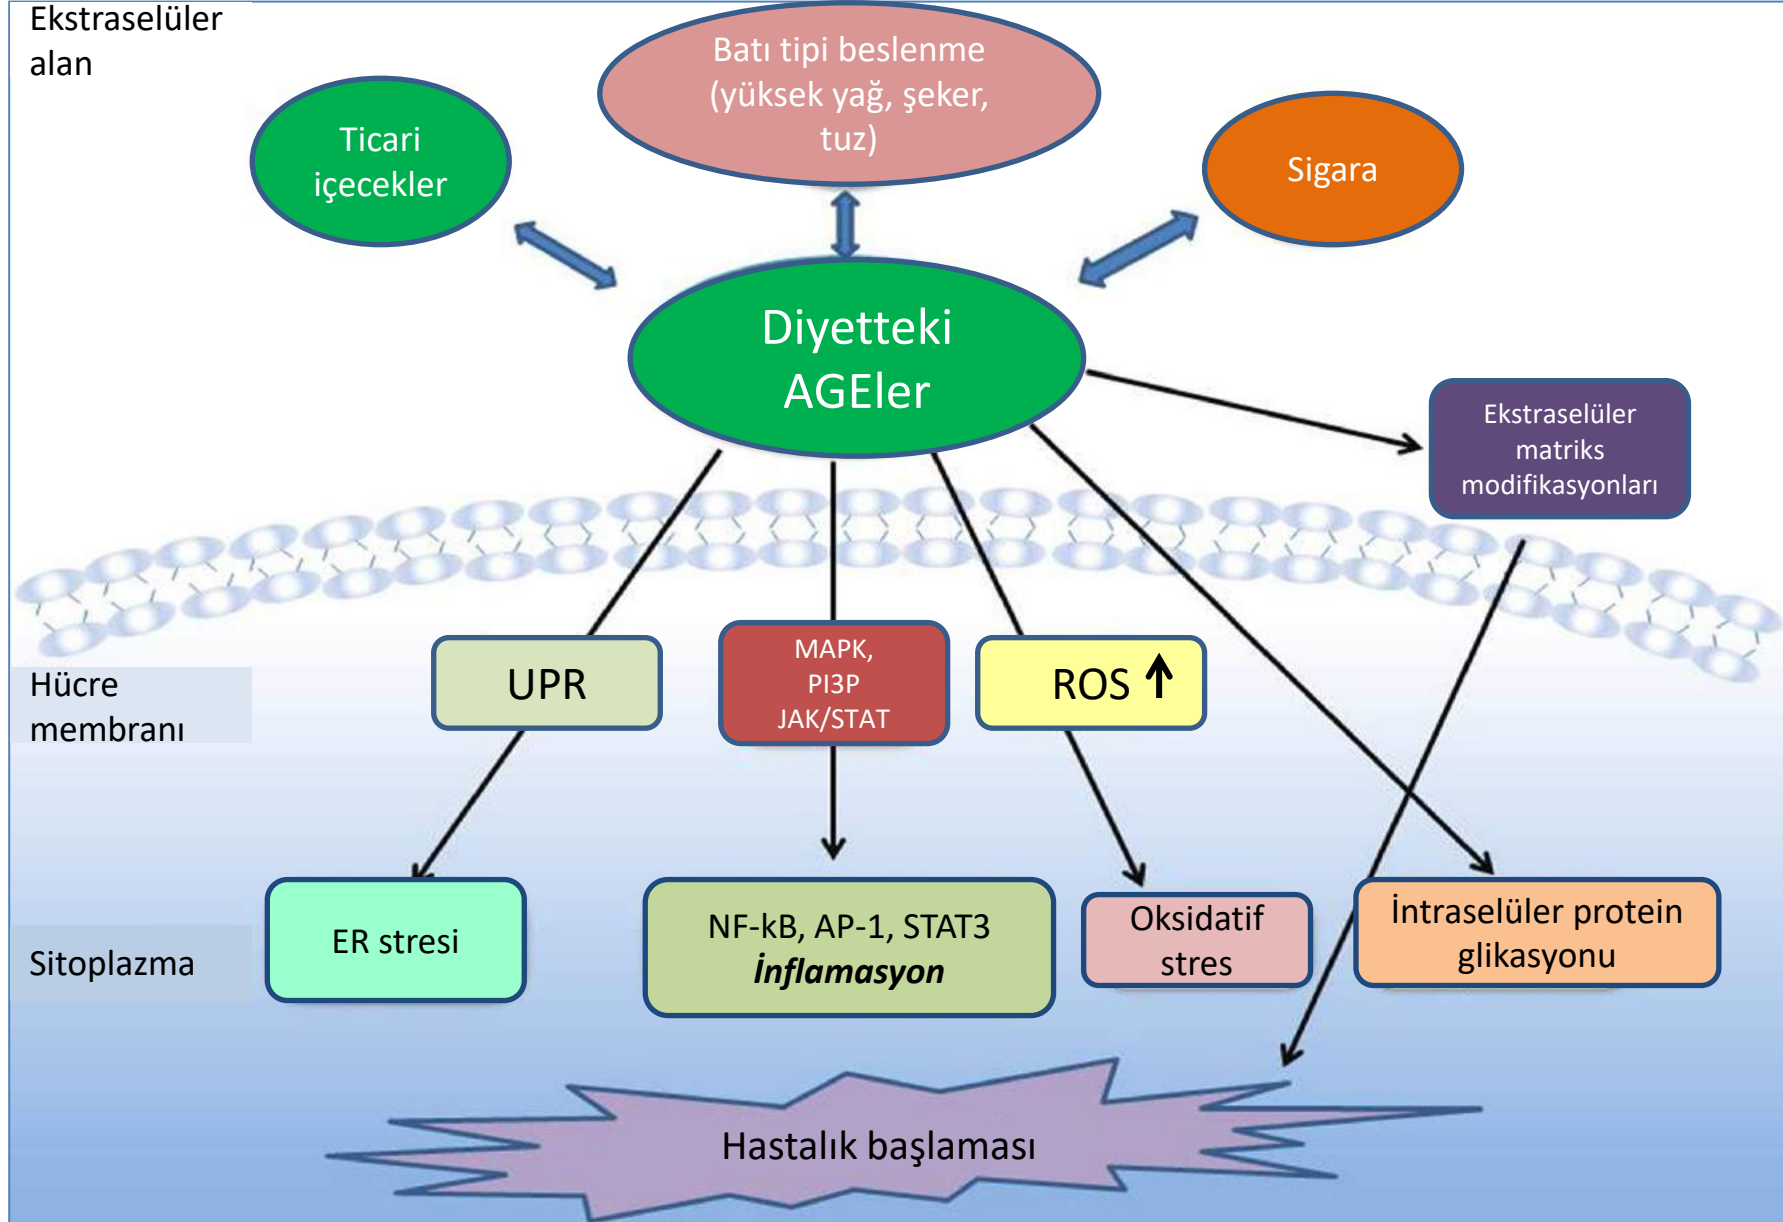 Ekstraselüler
alan
Batı tipi beslenme
(yüksek yağ, şeker,
tuz)
Ticari
içecekler
Sigara
Diyetteki
AGEler
Ekstraselüler
matriks
modifikasyonları
Hücre
membranı
UPR
MAPK,
PI3P
JAK/STAT
ROS
Sitoplazma
ER stresi
NF-kB, AP-1, STAT3
İnflamasyon
Oksidatif
stres
İntraselüler protein
glikasyonu
Hastalık başlaması